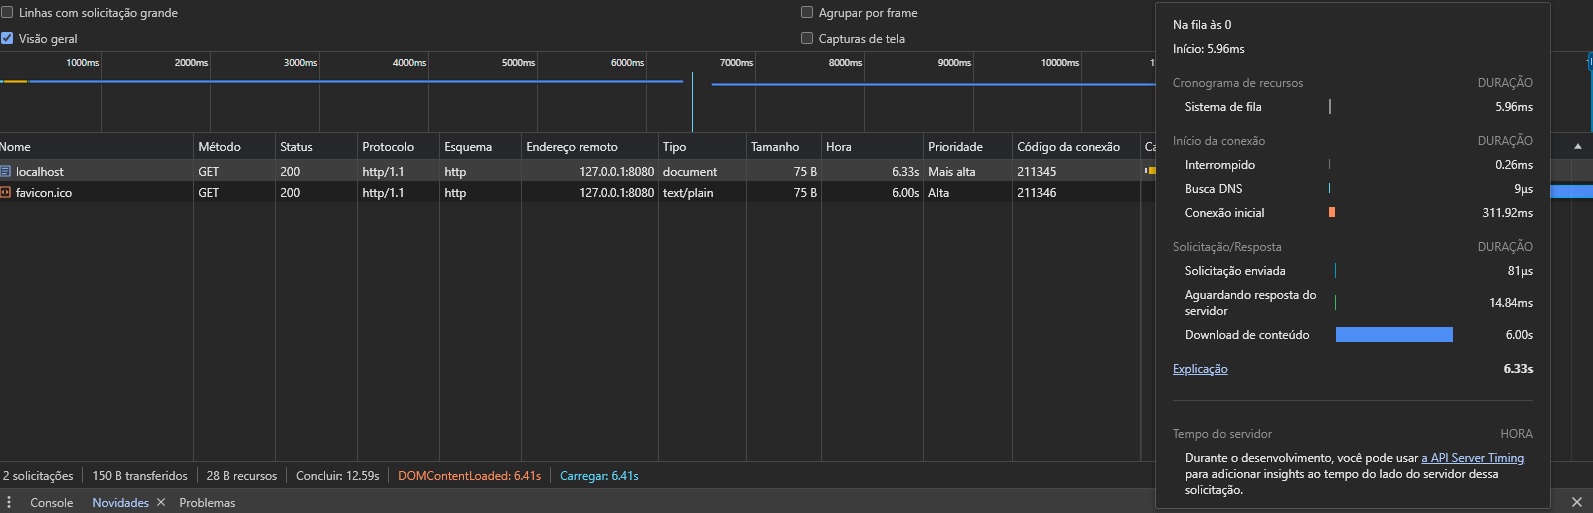 Linhas com solicitação grande
Agrupar por frame
Visão geral
Capturas de tela
1000ms 2000ms 3000ms 4000ms 5000ms 6000ms 7000ms 8000ms 9000ms 10000ms
Nome Método Status Protocolo Esquema Endereço remoto Tipo Tamanho Hora Prioridade Código da conexão
localhost GET 200 http/1.1 http 127.0.0.1:8080 document 75 B 6.33s Mais alta 211345
favicon.ico GET 200 http/1.1 http 127.0.0.1:8080 text/plain 75 B 6.00s Alta 211346
2 solicitações 150 B transferidos 28 B recursos Concluir: 12.59s DOMContentLoaded: 6.41s Carregar: 6.41s
Console Novidades Problemas
Na fila às 0
Início: 5.96ms
Cronograma de recursos DURAÇÃO
Sistema de fila 5.96ms
Início da conexão DURAÇÃO
Interrompido 0.26ms
Busca DNS 9μs
Conexão inicial 311.92ms
Solicitação/Resposta DURAÇÃO
Solicitação enviada 81μs
Aguardando resposta do
servidor 14.84ms
Download de conteúdo 6.00s
Explicação 6.33s
Tempo do servidor HORA
Durante o desenvolvimento, você pode usar a API Server Timing
para adicionar insights ao tempo do lado do servidor dessa
solicitação.